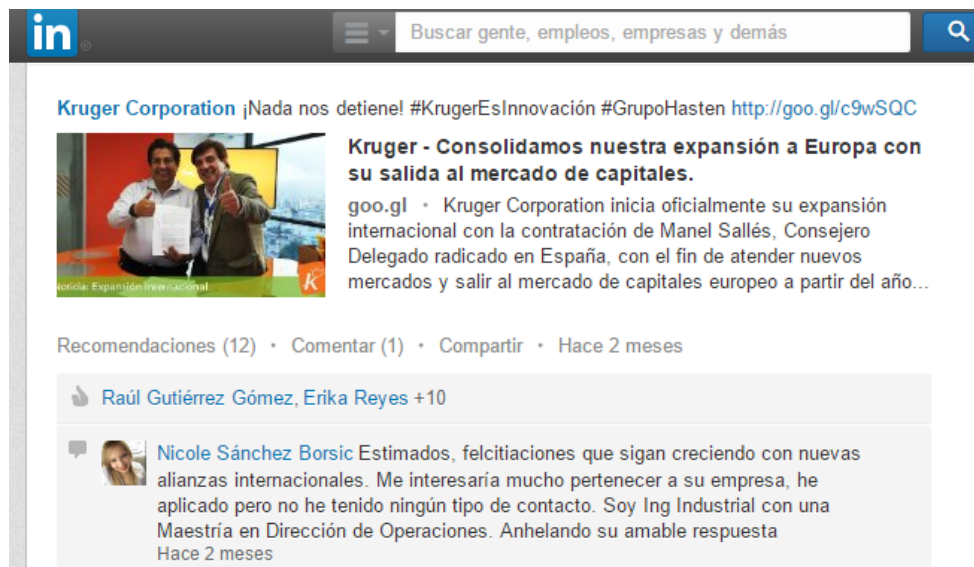 in
Buscar gente, empleos, empresas y demás
Kruger Corporation ¡Nada nos detiene! #KrugerEsInnovación #GrupoHasten http://goo.gl/c9wSQC
Kruger - Consolidamos nuestra expansión a Europa con
su salida al mercado de capitales.
goo.gl • Kruger Corporation inicia oficialmente su expansión
internacional con la contratación de Manel Sallés, Consejero
Delegado radicado en España, con el fin de atender nuevos
mercados y salir al mercado de capitales europeo a partir del año...
Noticia: Expansión Internacional
K
Recomendaciones (12) • Comentar (1) • Compartir • Hace 2 meses
Raúl Gutiérrez Gómez, Erika Reyes +10
Nicole Sánchez Borsic Estimados, felcitiaciones que sigan creciendo con nuevas
alianzas internacionales. Me interesaría mucho pertenecer a su empresa, he
aplicado pero no he tenido ningún tipo de contacto. Soy Ing Industrial con una
Maestría en Dirección de Operaciones. Anhelando su amable respuesta
Hace 2 meses